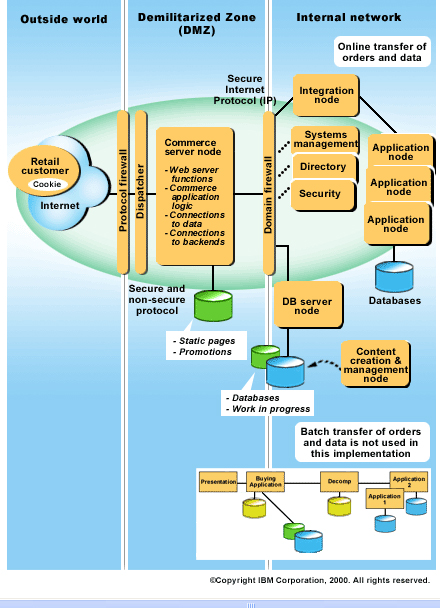 Outside world
Demilitarized Zone
(DMZ)
Internal network
Online transfer of
orders and data
Secure
Internet
Protocol (IP)
Integration
node
Retail
customer
Cookie
Internet
Protocol firewall
Dispatcher
Commerce
server node
- Web server
functions
- Commerce
application
logic
- Connections
to data
- Connections
to backends
Domain firewall
Systems
management
Directory
Security
Application
node
Application
node
Application
node
Databases
Secure and
non-secure
protocol
- Static pages
- Promotions
DB server
node
Content
creation &
management
node
- Databases
- Work in progress
Batch transfer of orders
and data is not used in
this implementation
Presentation
Buying
Application
Decomp
Application
2
Application
1
©Copyright IBM Corporation, 2000. All rights reserved.